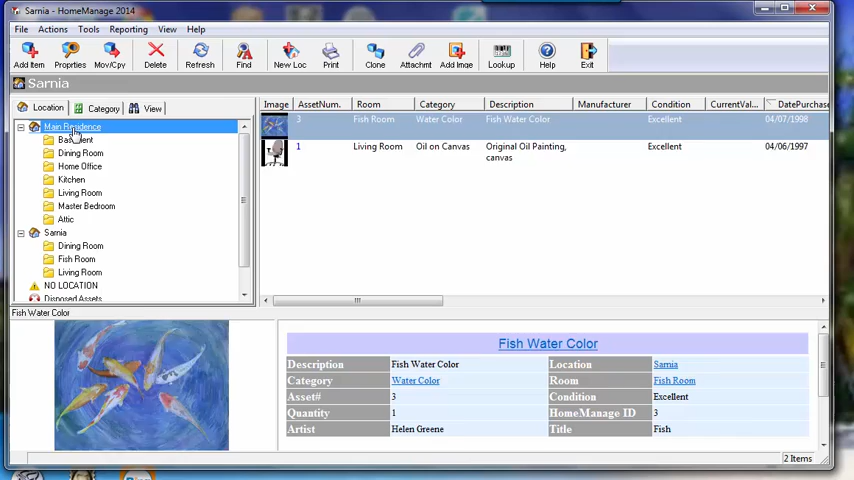 Sarnia - HomeManage 2014
File Actions Tools Reporting View Help
Add Item Proprties Mov/Cpy Delete Refresh Find New Loc Print Clone Attachmt Add Image Lookup Help Exit
Sarnia
Location Category View
Image AssetNum. Room Category Description Manufacturer Condition CurrentVal... DatePurchase
3 Fish Room Water Color Fish Water Color Excellent 04/07/1998
1 Living Room Oil on Canvas Original Oil Painting, canvas Excellent 04/06/1997
Main Residence
Basement
Dining Room
Home Office
Kitchen
Living Room
Master Bedroom
Attic
Sarnia
Dining Room
Fish Room
Living Room
NO LOCATION
Disposed Assets
Fish Water Color
Fish Water Color
Description Fish Water Color Location Sarnia
Category Water Color Room Fish Room
Asset# 3 Condition Excellent
Quantity 1 HomeManage ID 3
Artist Helen Greene Title Fish
2 Items